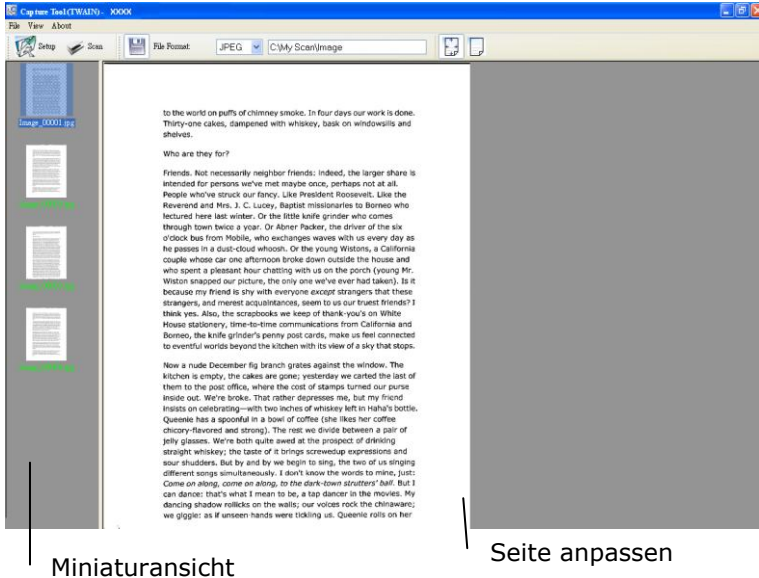 Capture Tool(TWAIN)- XXXX
File View About
Setup Scan File Format: JPEG C:\My Scan\Image
Image_00001.jpg
to the world on puffs of chimney smoke. In four days our work is done.
Thirty-one cakes, dampened with whiskey, bask on windowsills and
shelves.
Who are they for?
Friends. Not necessarily neighbor friends: indeed, the larger share is
intended for persons we've met maybe once, perhaps not at all.
People who've struck our fancy. Like President Roosevelt. Like the
Reverend and Mrs. J. C. Lucey, Baptist missionaries to Borneo who
lectured here last winter. Or the little knife grinder who comes
through town twice a year. Or Abner Packer, the driver of the six
o'clock bus from Mobile, who exchanges waves with us every day as
he passes in a dust-cloud whoosh. Or the young Wistons, a California
couple whose car one afternoon broke down outside the house and
who spent a pleasant hour chatting with us on the porch (young Mr.
Wiston snapped our picture, the only one we've ever had taken). Is it
because my friend is shy with everyone except strangers that these
strangers, and merest acquaintances, seem to us our truest friends? I
think yes. Also, the scrapbooks we keep of thank-you's on White
House stationery, time-to-time communications from California and
Borneo, the knife grinder's penny post cards, make us feel connected
to eventful worlds beyond the kitchen with its view of a sky that stops.
Now a nude December fig branch grates against the window. The
kitchen is empty, the cakes are gone; yesterday we carted the last of
them to the post office, where the cost of stamps turned our purse
inside out. We're broke. That rather depresses me, but my friend
insists on celebrating—with two inches of whiskey left in Haha's bottle.
Queenie has a spoonful in a bowl of coffee (she likes her coffee
chicory-flavored and strong). The rest we divide between a pair of
jelly glasses. We're both quite awed at the prospect of drinking
straight whiskey; the taste of it brings screwedup expressions and
sour shudders. But by and by we begin to sing, the two of us singing
different songs simultaneously. I don't know the words to mine, just:
Come on along, come on along, to the dark-town strutters' ball. But I
can dance: that's what I mean to be, a tap dancer in the movies. My
dancing shadow rollicks on the walls; our voices rock the chinaware;
we giggle: as if unseen hands were tickling us. Queenie rolls on her
Miniaturansicht
Seite anpassen